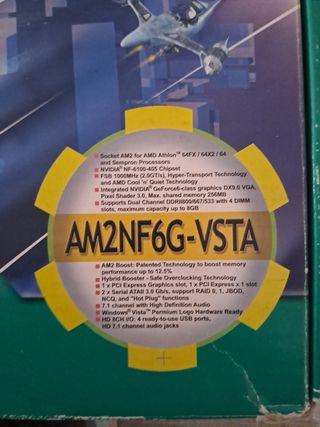 Socket AM2 for AMD Athlon™ 64FX / 64X2 / 64
and Sempron Processors
NVIDIA® NF-6100-405 Chipset
FSB 1000MHz (2.0GT/s), Hyper-Transport Technology
and AMD Cool 'n' Quiet Technology
Integrated NVIDIA® GeForce6-class graphics DX9.0 VGA,
Pixel Shader 3.0, Max. shared memory 256MB
Supports Dual Channel DDRII800/667/533 with 4 DIMM
slots, maximum capacity up to 8GB
AM2NF6G-VSTA
AM2 Boost: Patented Technology to boost memory
performance up to 12.5%
Hybrid Booster - Safe Overclocking Technology
1 x PCI Express Graphics slot, 1 x PCI Express x 1 slot
2 x Serial ATAII 3.0 Gb/s, support RAID 0, 1, JBOD,
NCQ, and "Hot Plug" functions
7.1 channel with High Definition Audio
Windows® Vista™ Permium Logo Hardware Ready
HD 8CH I/O: 4 ready-to-use USB ports,
HD 7.1 channel audio jacks